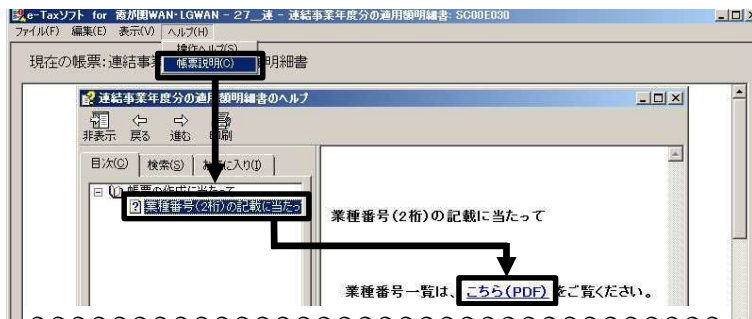 e-Taxソフト for 霞が関WAN・LGWAN - 27__連 - 連結事業年度分の適用額明細書: SC00E030
ファイル(F) 編集(E) 表示(V) ヘルプ(H)
操作ヘルプ(S)
現在の帳票:連結事業 帳票説明(C) 明細書
連結事業年度分の適用額明細書のヘルプ
非表示 戻る 進む 印刷
目次(C) 検索(S) お気に入り(I)
帳票の作成に当たって
業種番号(2桁)の記載に当たっ
業種番号(2桁)の記載に当たって
業種番号一覧は、こちら(PDF)をご覧ください。